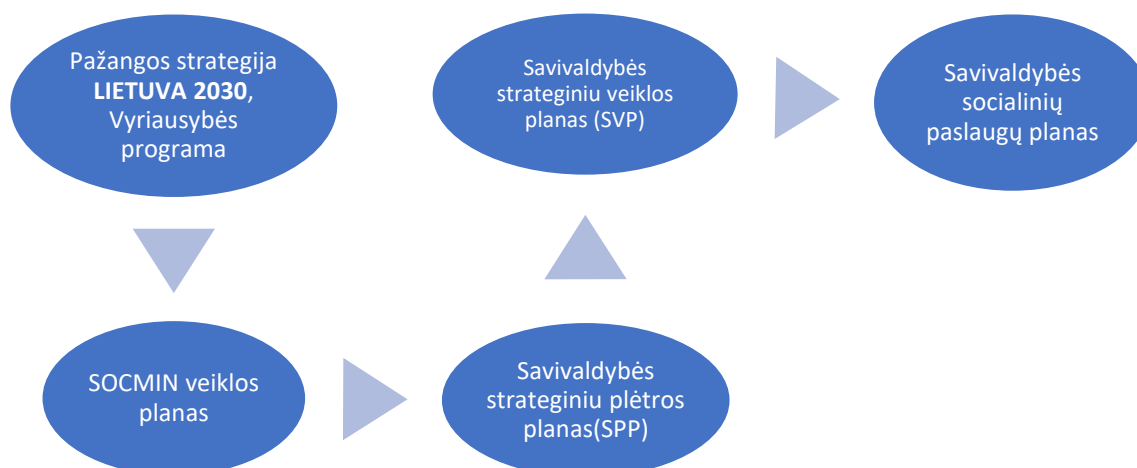 Pažangos strategija
LIETUVA 2030,
Vyriausybės
programa
SOCMIN veiklos
planas
Savivaldybės
strateginiu plėtros
planas(SPP)
Savivaldybės
strateginiu veiklos
planas (SVP)
Savivaldybės
socialinių
paslaugų planas